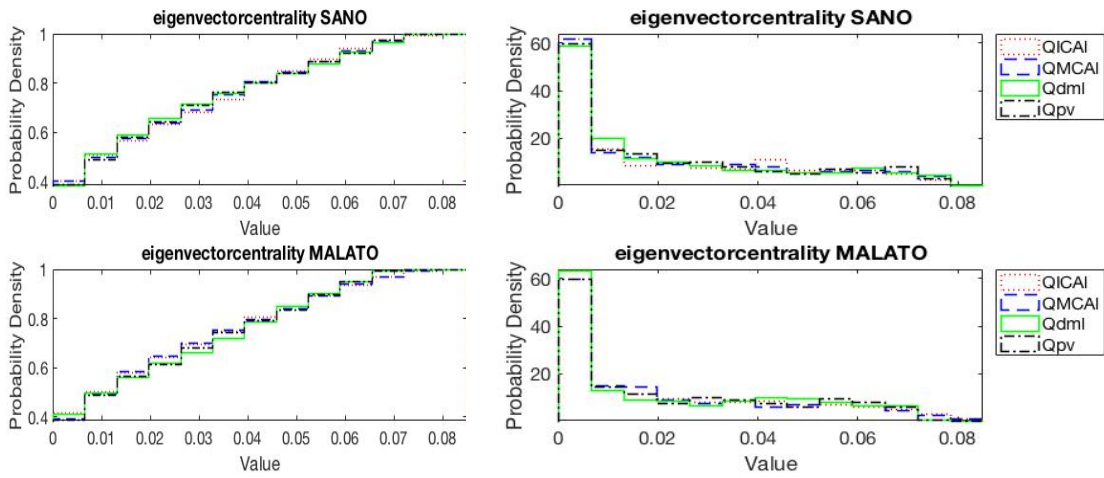 eigenvectorcentrality SANO
Probability Density
1
0.8
0.6
0.4
0
0.01
0.02
0.03
0.04
0.05
0.06
0.07
0.08
Value
eigenvectorcentrality SANO
Probability Density
60
40
20
0
0.02
0.04
0.06
0.08
Value
QICAI
QMCAI
Qdml
Qpv
eigenvectorcentrality MALATO
Probability Density
1
0.8
0.6
0.4
0
0.01
0.02
0.03
0.04
0.05
0.06
0.07
0.08
Value
eigenvectorcentrality MALATO
Probability Density
60
40
20
0
0.02
0.04
0.06
0.08
Value
QICAI
QMCAI
Qdml
Qpv